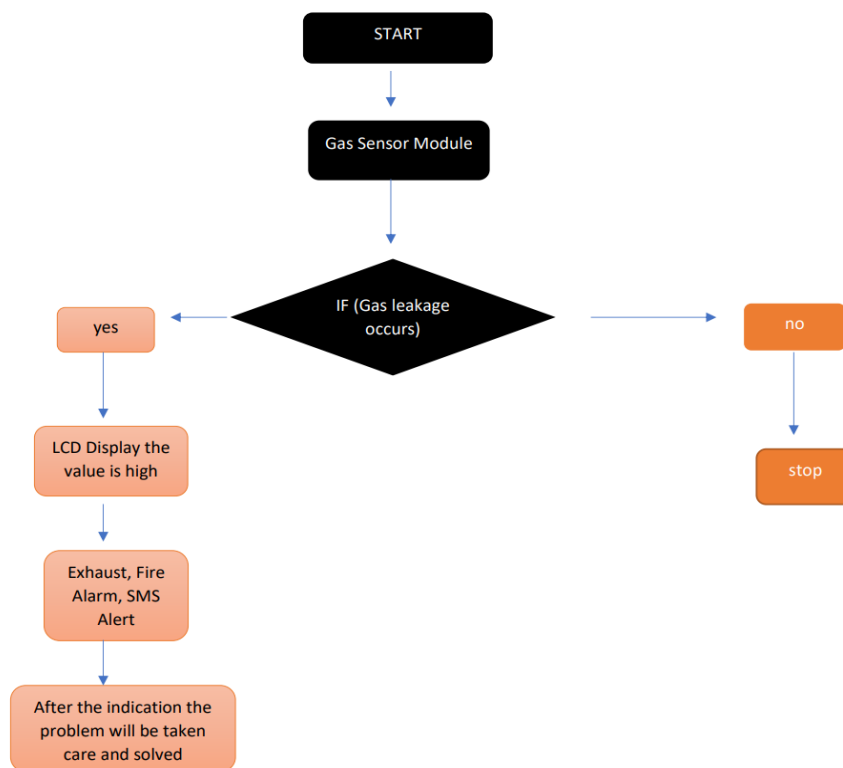 START
Gas Sensor Module
IF (Gas leakage
occurs)
yes
no
LCD Display the
value is high
stop
Exhaust, Fire
Alarm, SMS
Alert
After the indication the
problem will be taken
care and solved